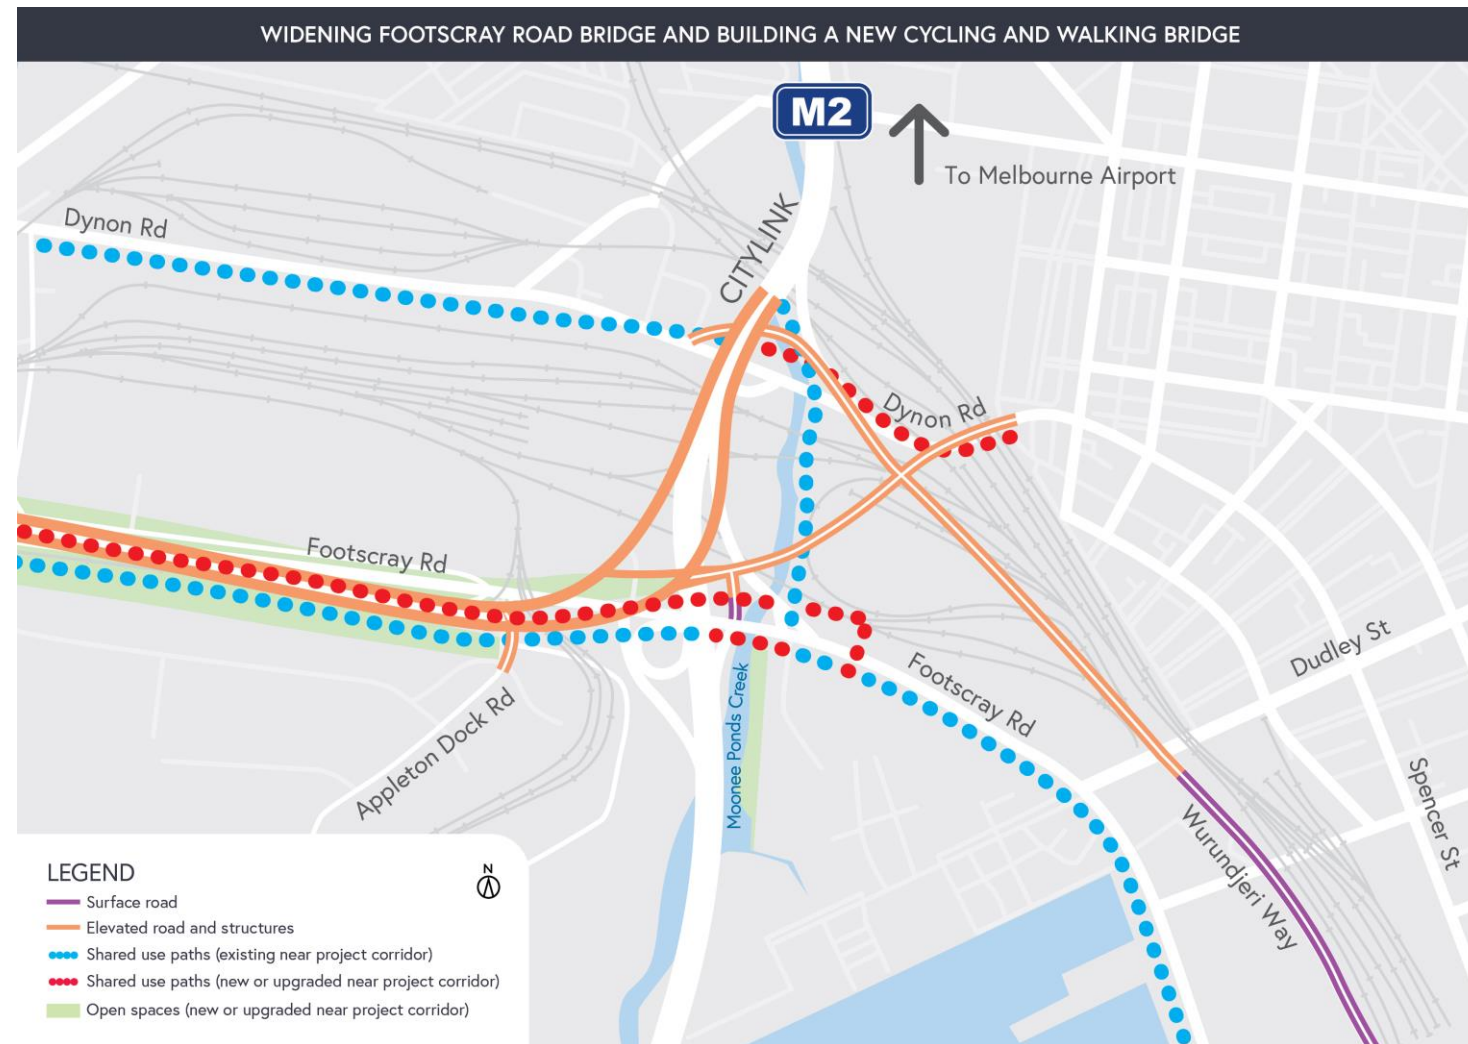 WIDENING FOOTSCRAY ROAD BRIDGE AND BUILDING A NEW CYCLING AND WALKING BRIDGE
M2
To Melbourne Airport
CITYLINK
Dynon Rd
Dynon Rd
Footscray Rd
Footscray Rd
Dudley St
Appleton Dock Rd
Moonee Ponds Creek
Spencer St
Wurundjeri Way
LEGEND
N
Surface road
Elevated road and structures
Shared use paths (existing near project corridor)
Shared use paths (new or upgraded near project corridor)
Open spaces (new or upgraded near project corridor)